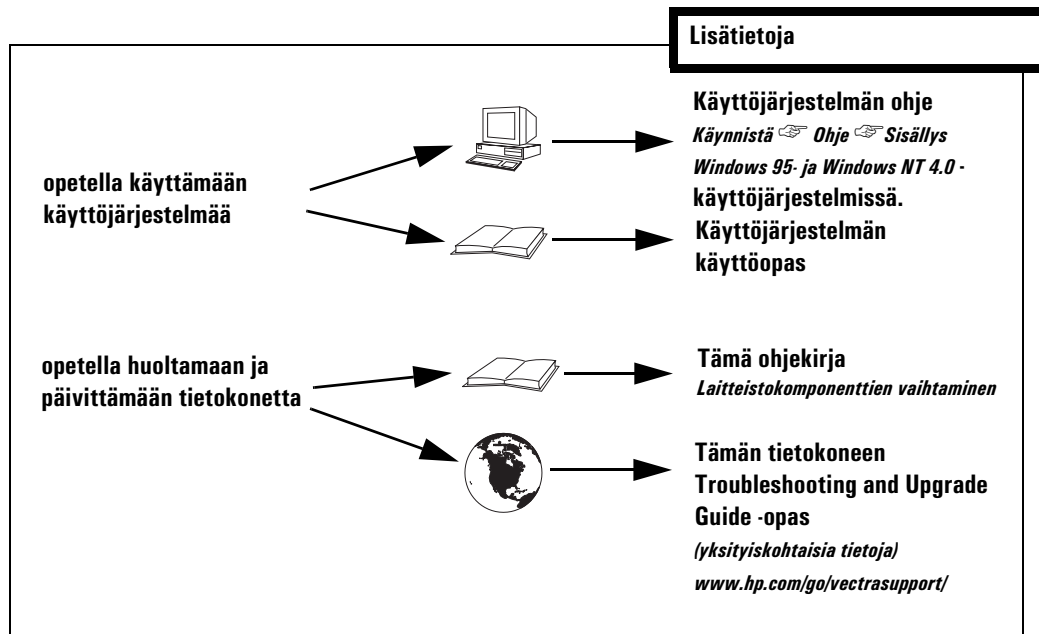 Lisätietoja
opetella käyttämään
käyttöjärjestelmää
Käyttöjärjestelmän ohje
Käynnistä ☞ Ohje ☞ Sisällys
Windows 95- ja Windows NT 4.0 -
käyttöjärjestelmissä.
Käyttöjärjestelmän
käyttöopas
opetella huoltamaan ja
päivittämään tietokonetta
Tämä ohjekirja
Laitteistokomponenttien vaihtaminen
Tämän tietokoneen
Troubleshooting and Upgrade
Guide -opas
(yksityiskohtaisia tietoja)
www.hp.com/go/vectrasupport/